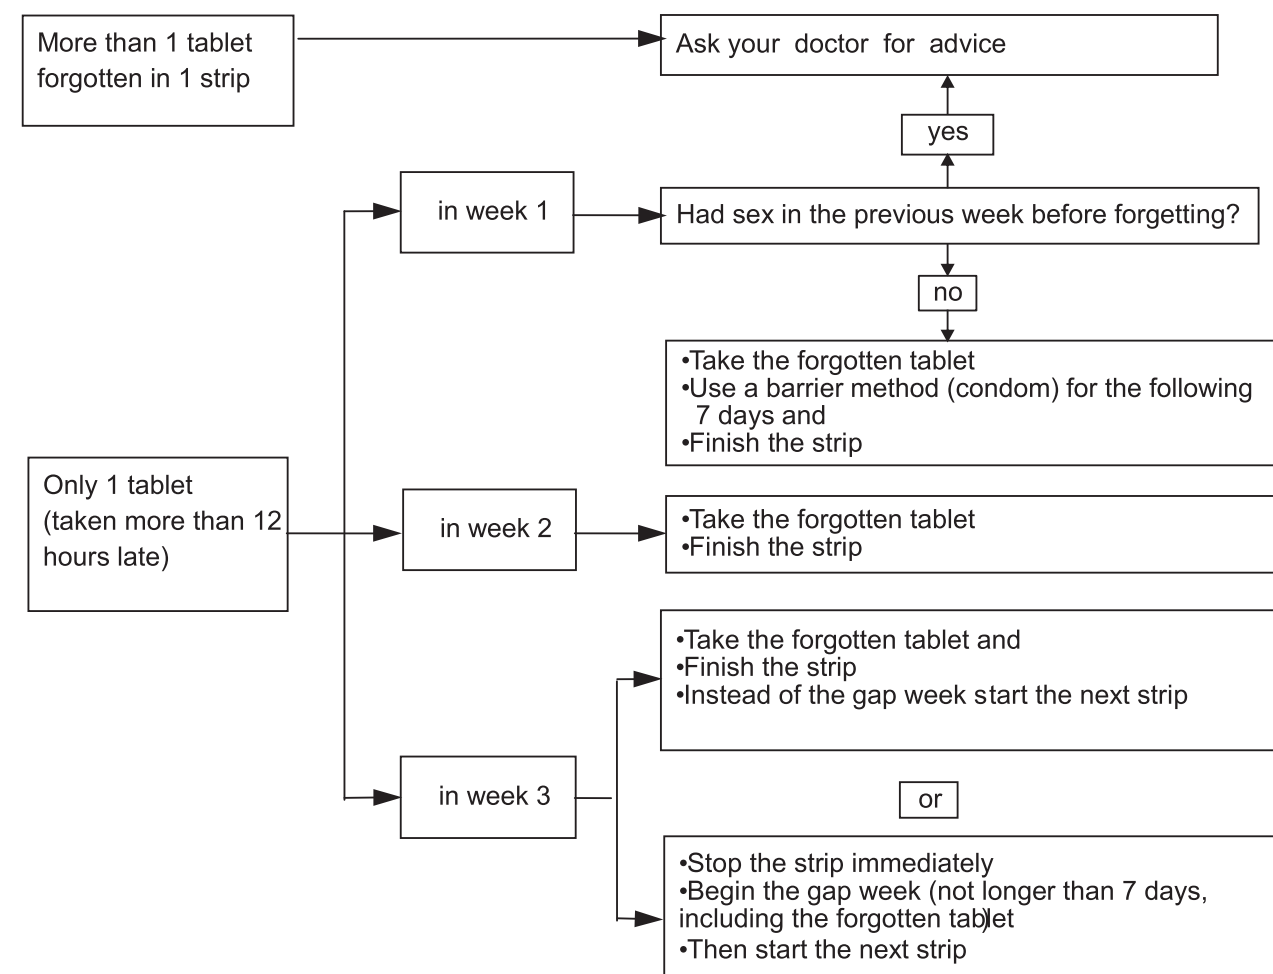 More than 1 tablet
forgotten in 1 strip
Ask your doctor for advice
yes
in week 1
Had sex in the previous week before forgetting?
no
•Take the forgotten tablet
•Use a barrier method (condom) for the following
7 days and
•Finish the strip
Only 1 tablet
(taken more than 12
hours late)
in week 2
•Take the forgotten tablet
•Finish the strip
•Take the forgotten tablet and
•Finish the strip
•Instead of the gap week start the next strip
in week 3
or
•Stop the strip immediately
•Begin the gap week (not longer than 7 days,
including the forgotten tablet)
•Then start the next strip